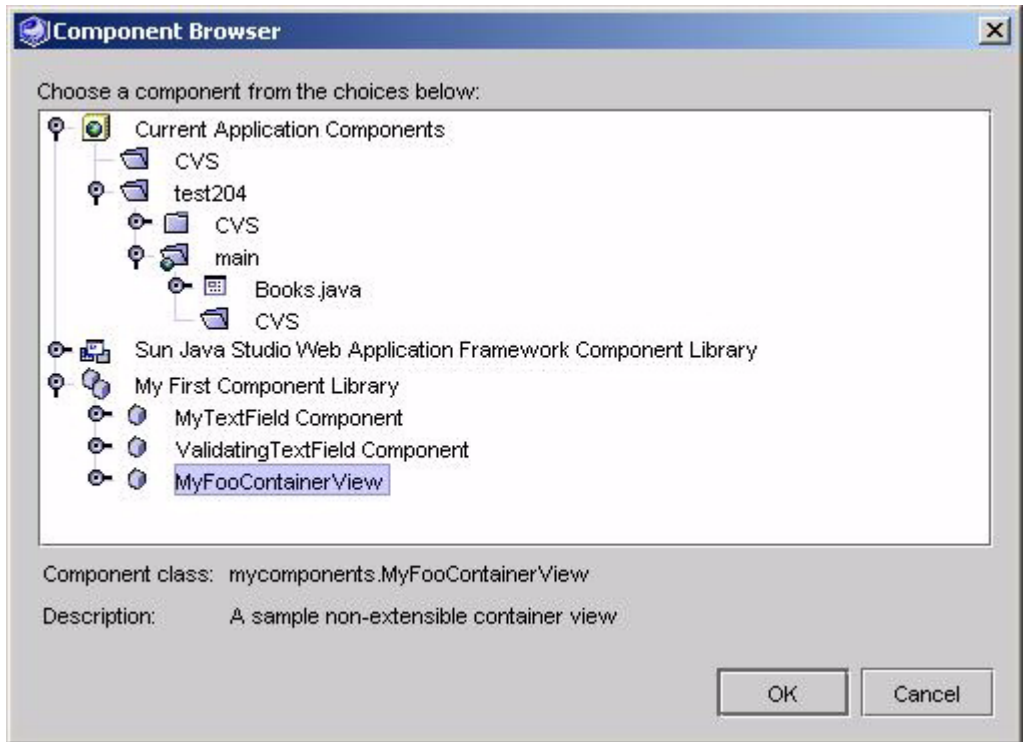 Component Browser
Choose a component from the choices below:
Current Application Components
CVS
test204
CVS
main
Books.java
CVS
Sun Java Studio Web Application Framework Component Library
My First Component Library
MyTextField Component
ValidatingTextField Component
MyFooContainerView
Component class: mycomponents.MyFooContainerView
Description: A sample non-extensible container view
OK Cancel